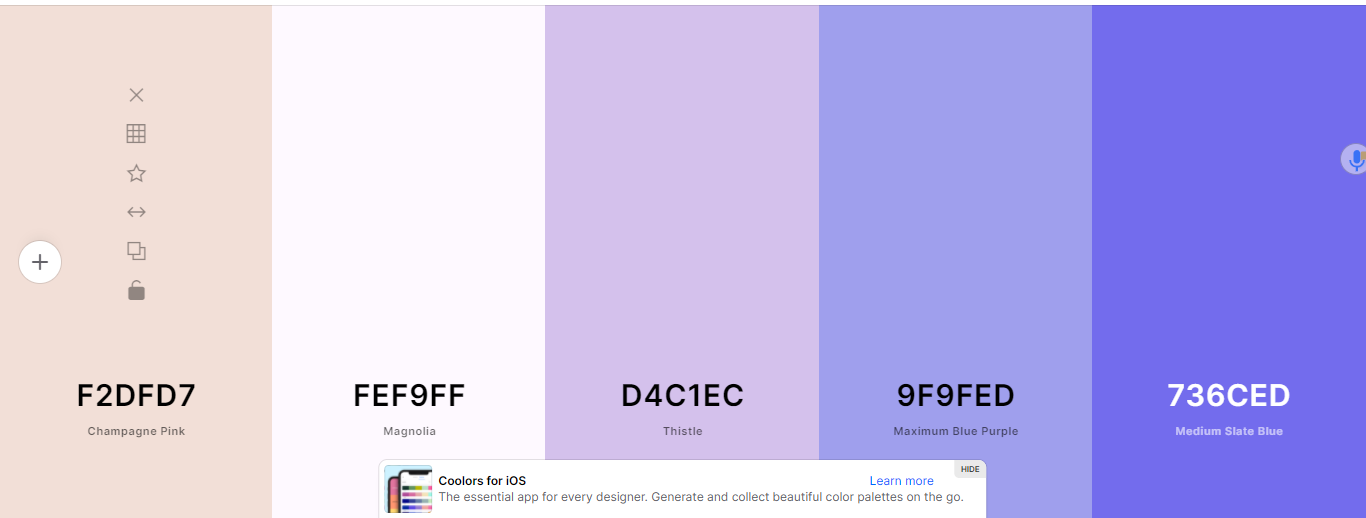 F2DFD7
Champagne Pink
FEF9FF
Magnolia
D4C1EC
Thistle
9F9FED
Maximum Blue Purple
736CED
Medium Slate Blue
HIDE
Coolors for iOS
Learn more
The essential app for every designer. Generate and collect beautiful color palettes on the go.